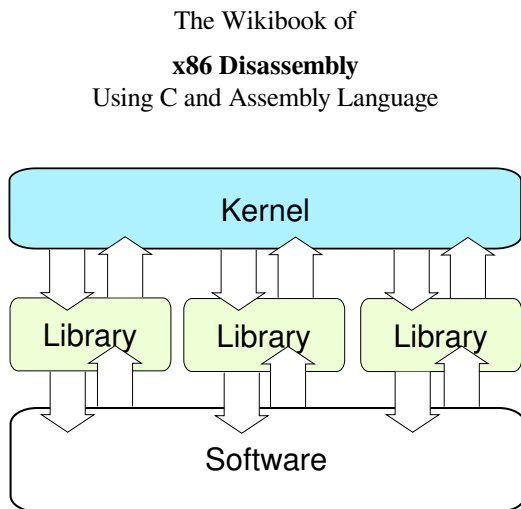 The Wikibook of
x86 Disassembly
Using C and Assembly Language
Kernel
Library Library Library
Software